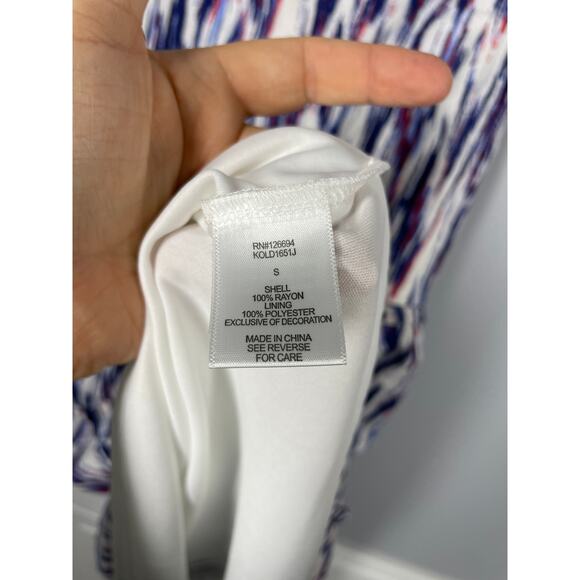 RN#126694
KOLD1651J
S
SHELL
100% RAYON
LINING
100% POLYESTER
EXCLUSIVE OF DECORATION
MADE IN CHINA
SEE REVERSE
FOR CARE